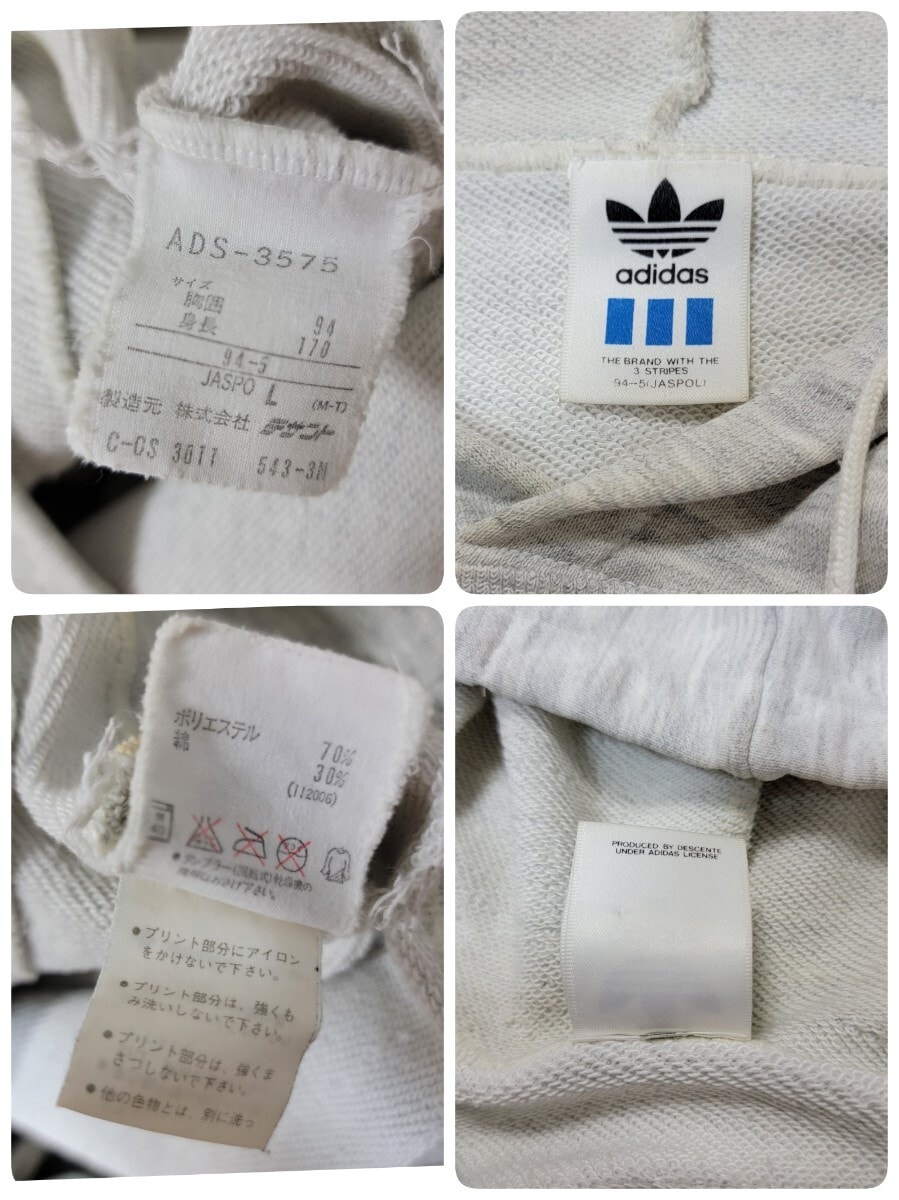 ADS-3575
サイズ
胸囲 94
身長 170
94-5
JASPO L (M-T)
製造元 株式会社 デサント
C-OS 3611 543-3N
adidas
THE BRAND WITH THE
3 STRIPES
94-5(JASPOL)
ポリエステル 70%
綿 30%
(112006)
40
をかけないで下さい。
•プリント部分にアイロン
•プリント部分は、強くも
み洗いしないで下さい。
•プリント部分は、強くま
さつしないで下さい。
•他の色物とは、別に洗っ
PRODUCED BY DESCENTE
UNDER ADIDAS LICENSE